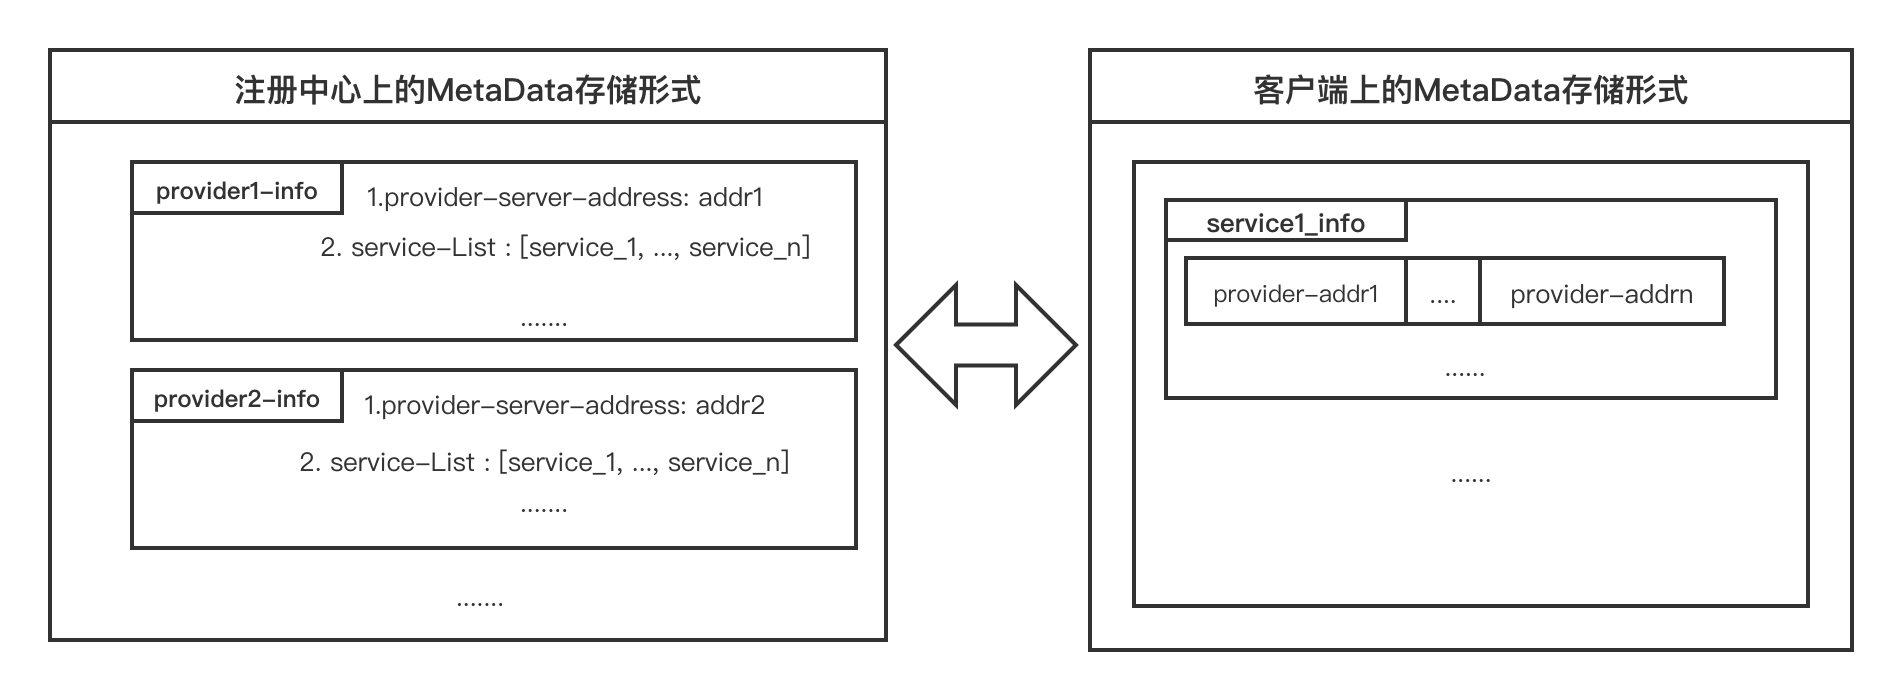 注册中心上的MetaData存储形式
provider1-info
1.provider-server-address: addr1
2. service-List : [service_1, ..., service_n]
.......
provider2-info
1.provider-server-address: addr2
2. service-List : [service_1, ..., service_n]
.......
.......
客户端上的MetaData存储形式
service1_info
provider-addr1
....
provider-addrn
......
......